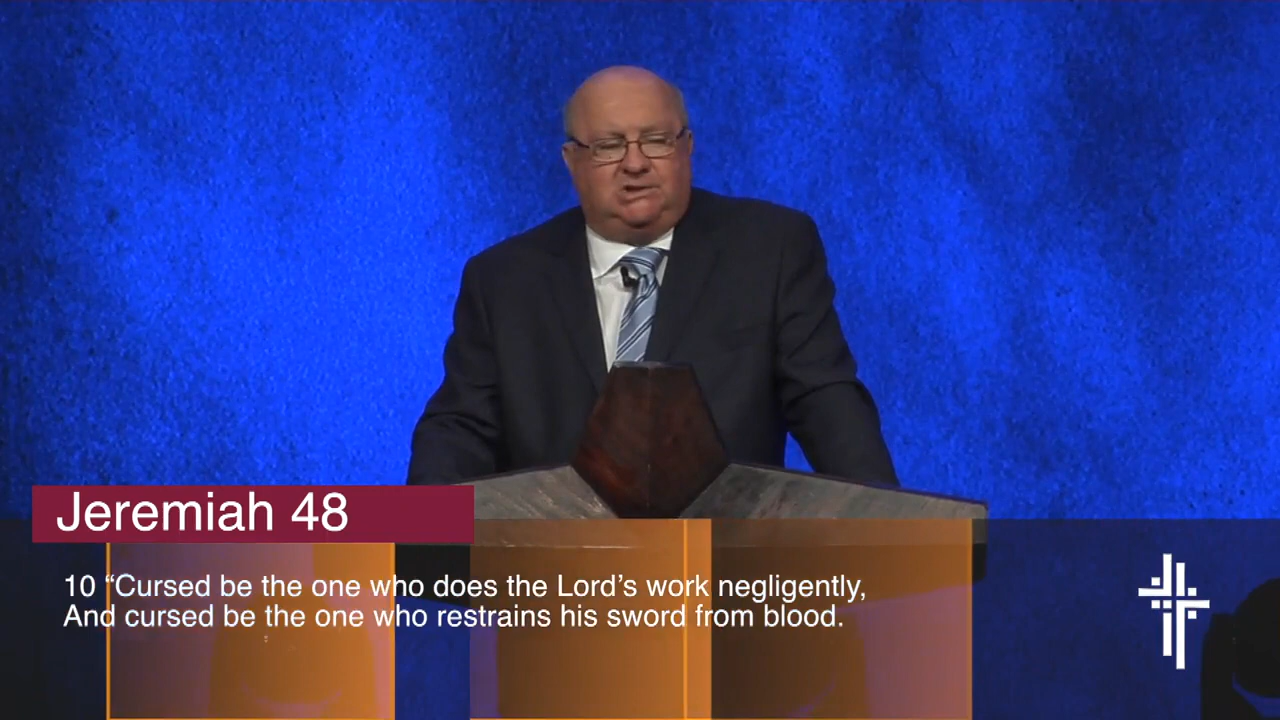 Jeremiah 48
10 “Cursed be the one who does the Lord’s work negligently,
And cursed be the one who restrains his sword from blood.